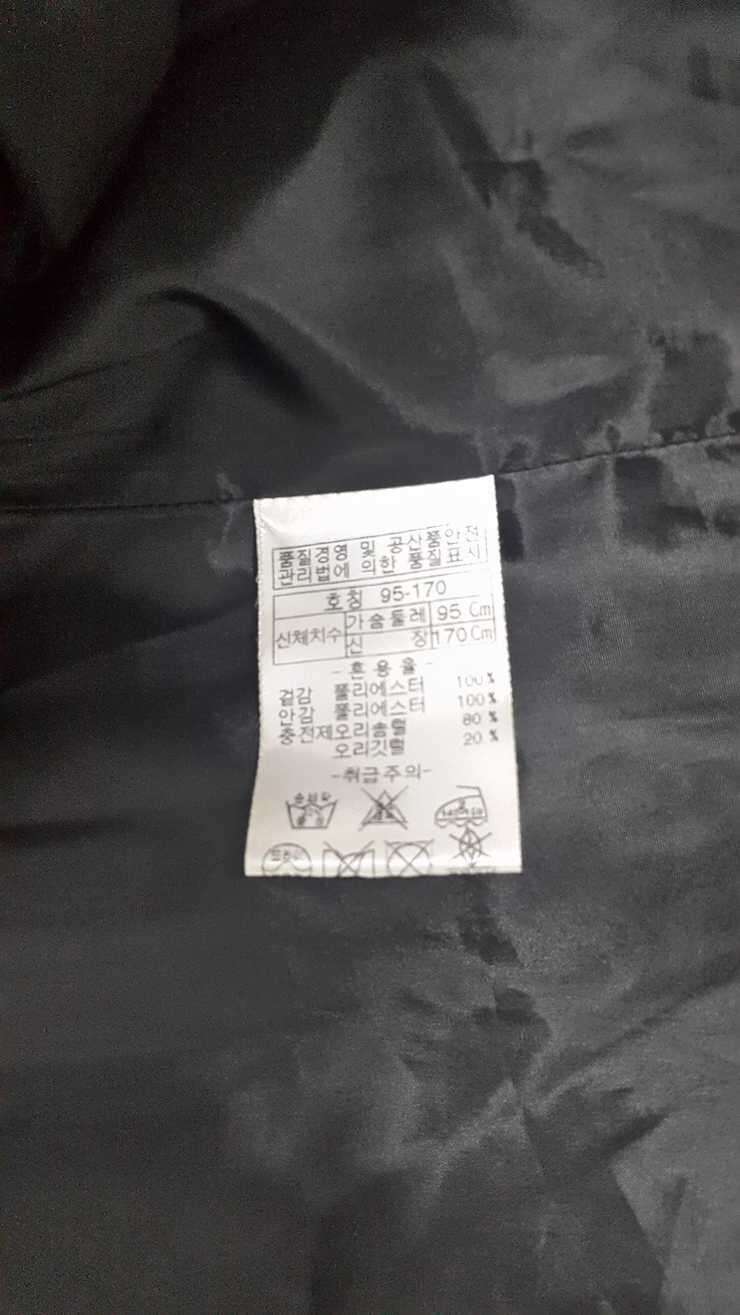 품질경영 및 공산품안전
관리법에 의한 품질표시
호칭 95-170
신체치수 가슴둘레 95 Cm
신 장 170 Cm
- 혼용율 -
겉감 폴리에스터 100%
안감 폴리에스터 100%
충전제 오리솜털 80%
오리깃털 20%
-취급주의-